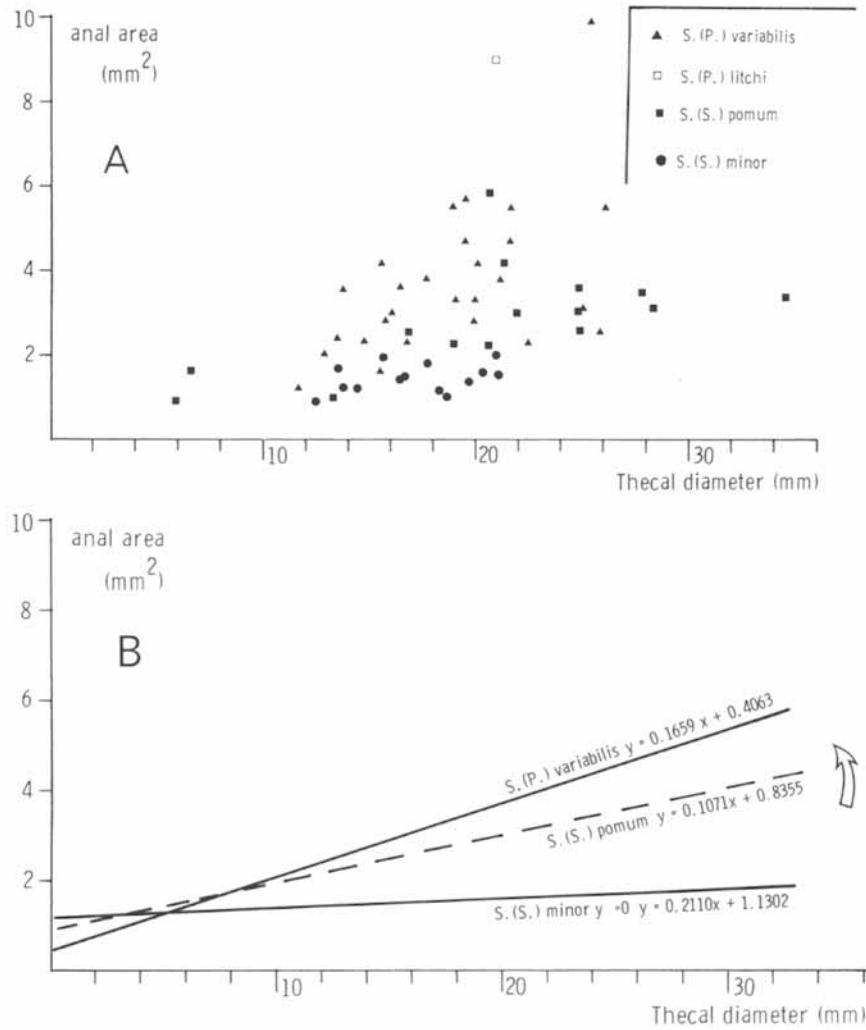 10
anal area
(mm2)
8
A
6
4
2
▲ S.(P.) variabilis
□ S.(P.) litchi
■ S.(S.) pomum
● S.(S.) minor
10 20 30
Thecal diameter (mm)
10
anal area
(mm2)
8
B
6
4
2
S.(P.) variabilis y = 0.1659 x + 0.4063
S.(S.) pomum y = 0.1071x + 0.8355
S.(S.) minor y =0 y = 0.2110x + 1.1302
10 20 30
Thecal diameter (mm)